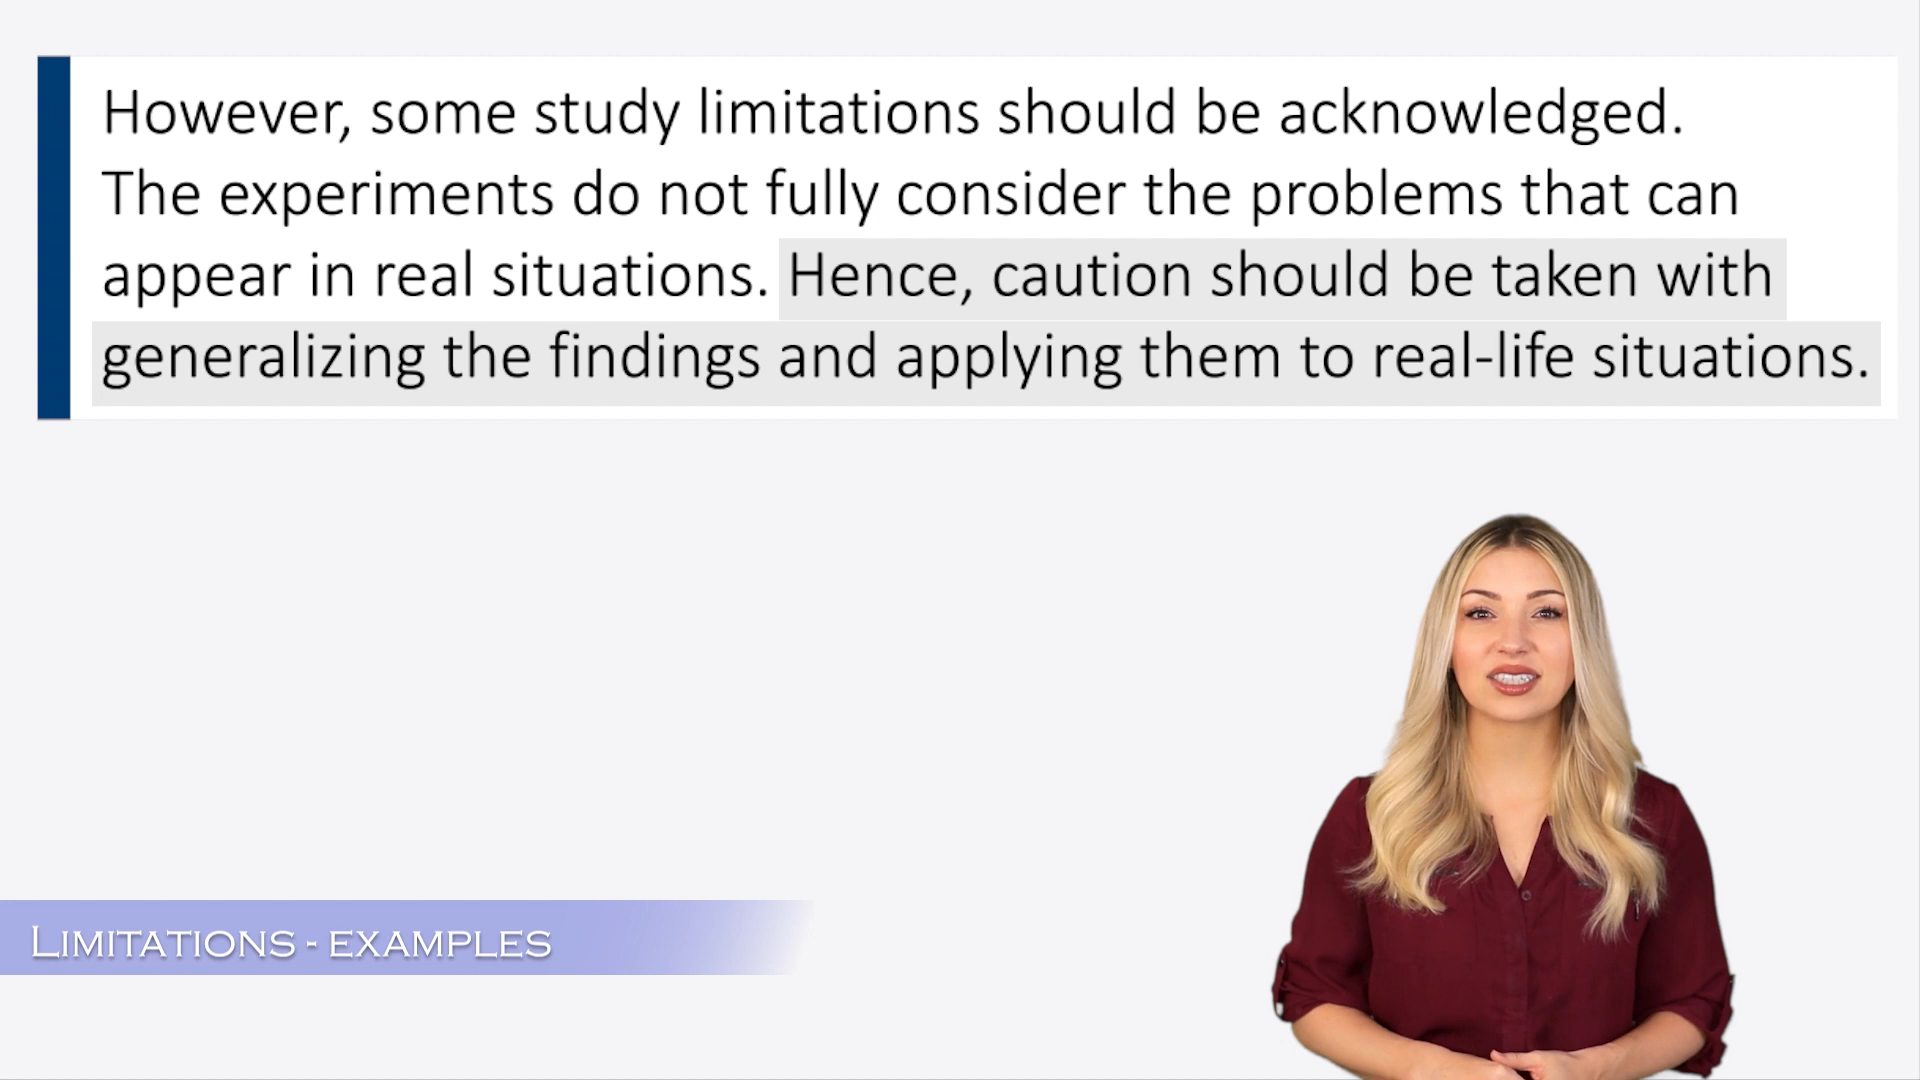 However, some study limitations should be acknowledged.
The experiments do not fully consider the problems that can
appear in real situations. Hence, caution should be taken with
generalizing the findings and applying them to real-life situations.
LIMITATIONS - EXAMPLES